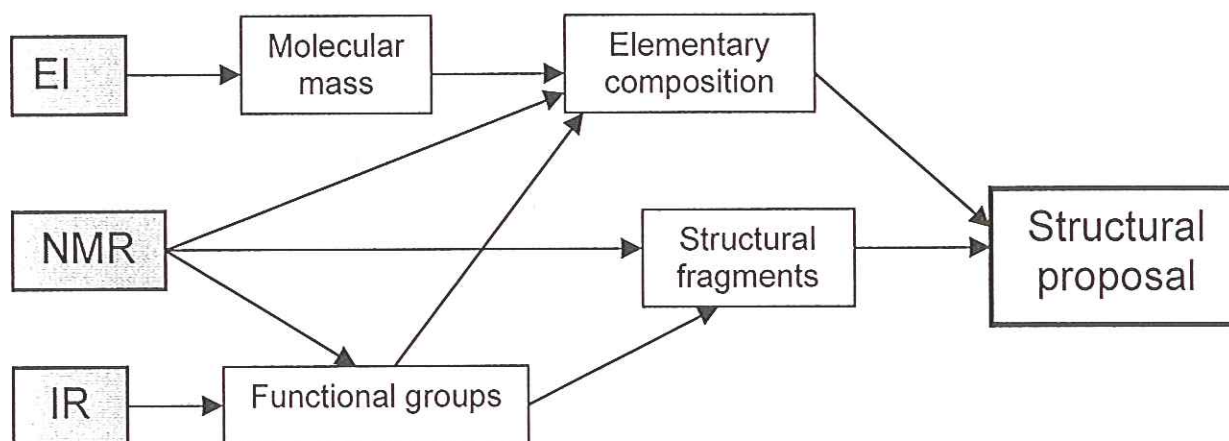 EI
Molecular
mass
Elementary
composition
NMR
Structural
fragments
Structural
proposal
IR
Functional groups